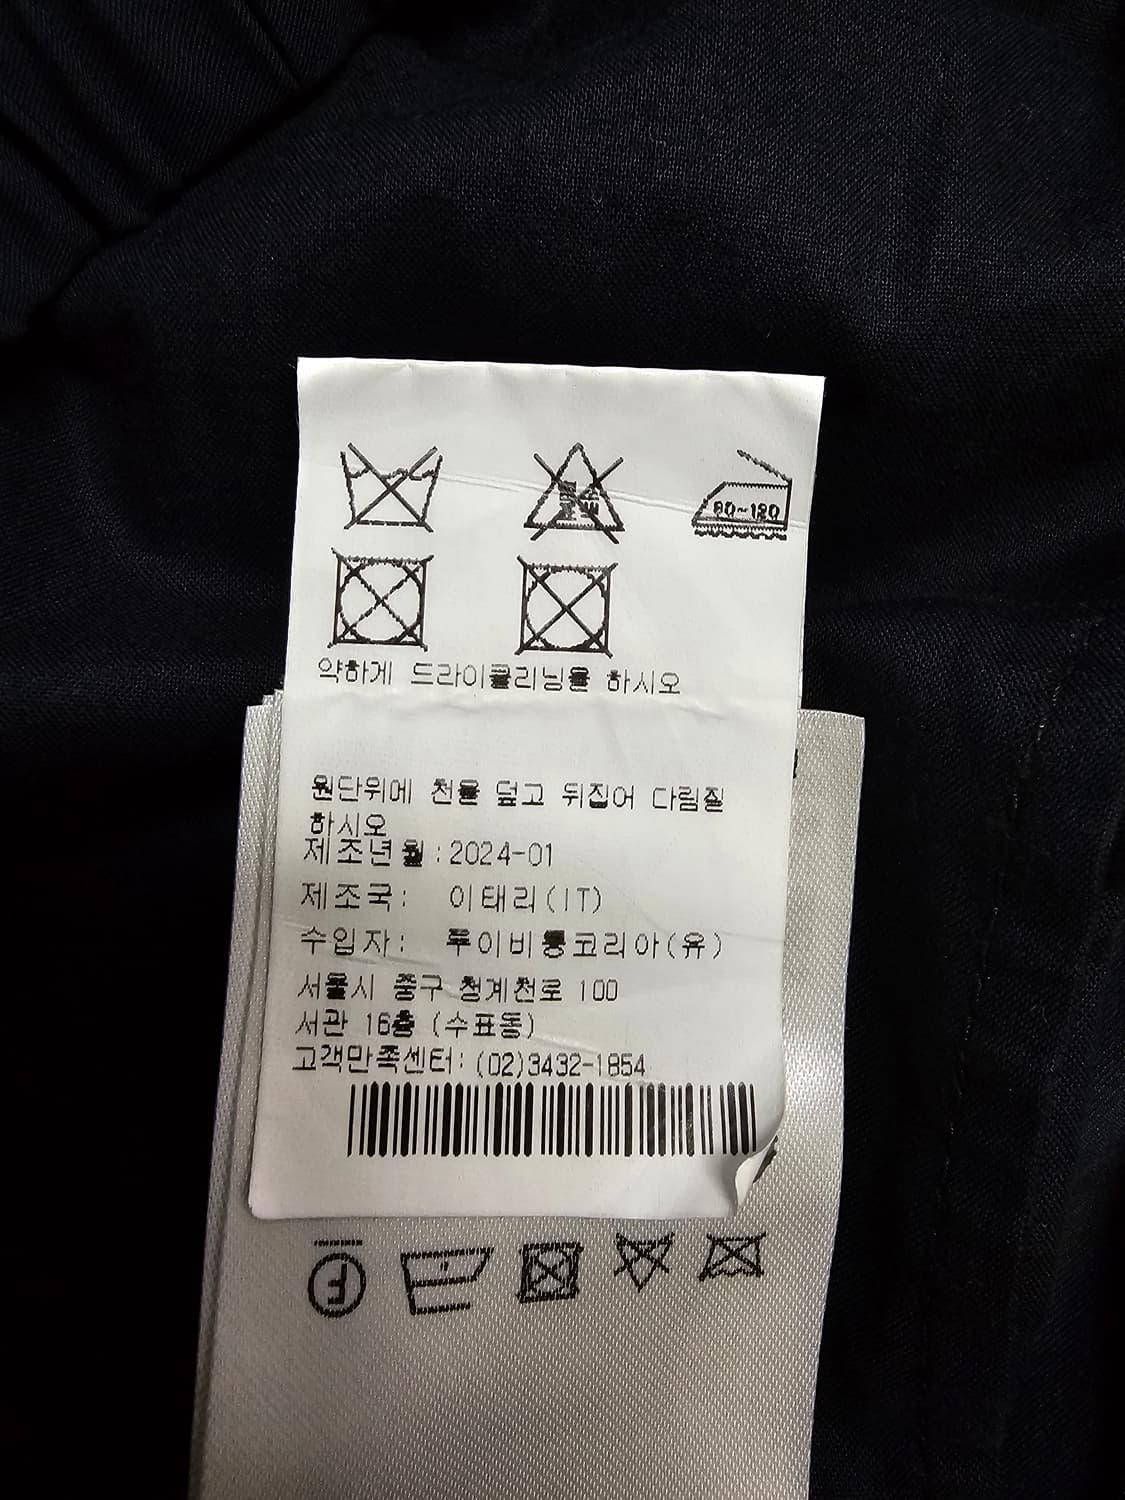 80~120
약하게 드라이클리닝을 하시오
원단위에 천을 덮고 뒤집어 다림질
하시오
제조년월:2024-01
제조국: 이태리(IT)
수입자: 루이비통코리아(유)
서울시 중구 청계천로 100
서관 16층 (수표동)
고객만족센터:(02)3432-1854
F